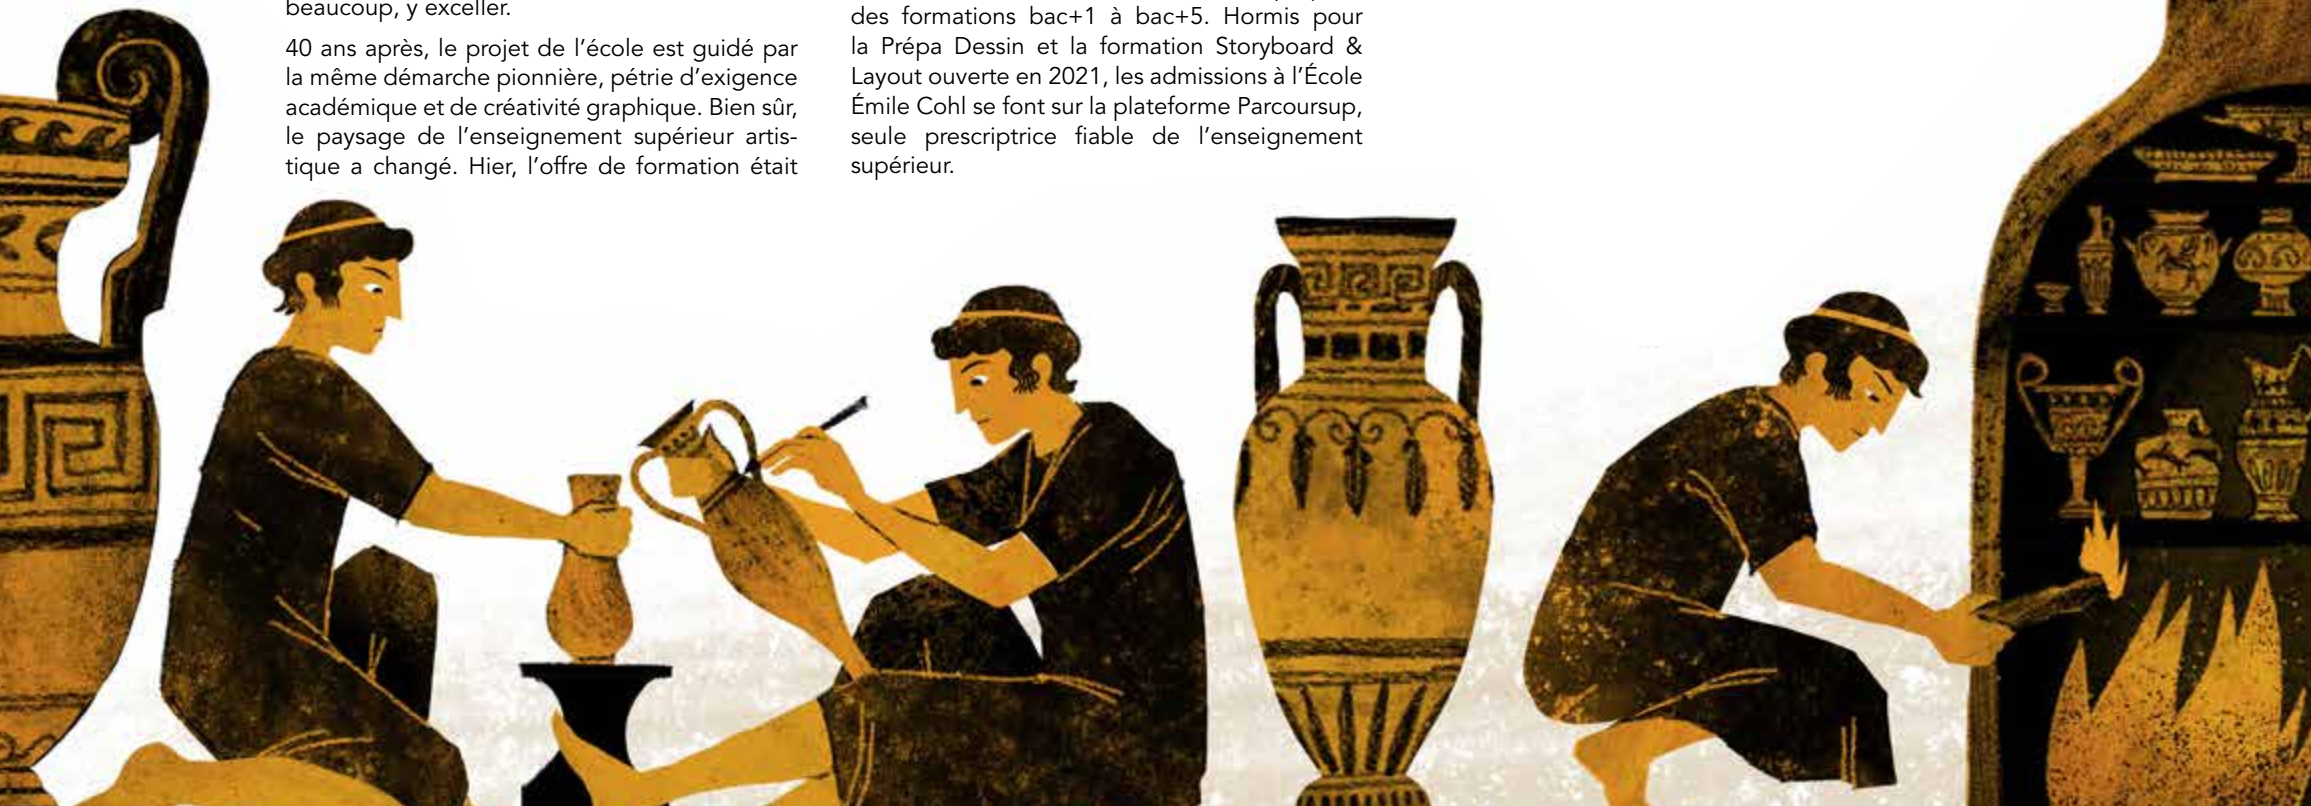 beaucoup, y exceller.
40 ans après, le projet de l’école est guidé par
la même démarche pionnière, pétrie d’exigence
académique et de créativité graphique. Bien sûr,
le paysage de l’enseignement supérieur artis-
tique a changé. Hier, l’offre de formation était
des formations bac+1 à bac+5. Hormis pour
la Prépa Dessin et la formation Storyboard &
Layout ouverte en 2021, les admissions à l’École
Émile Cohl se font sur la plateforme Parcoursup,
seule prescriptrice fiable de l’enseignement
supérieur.